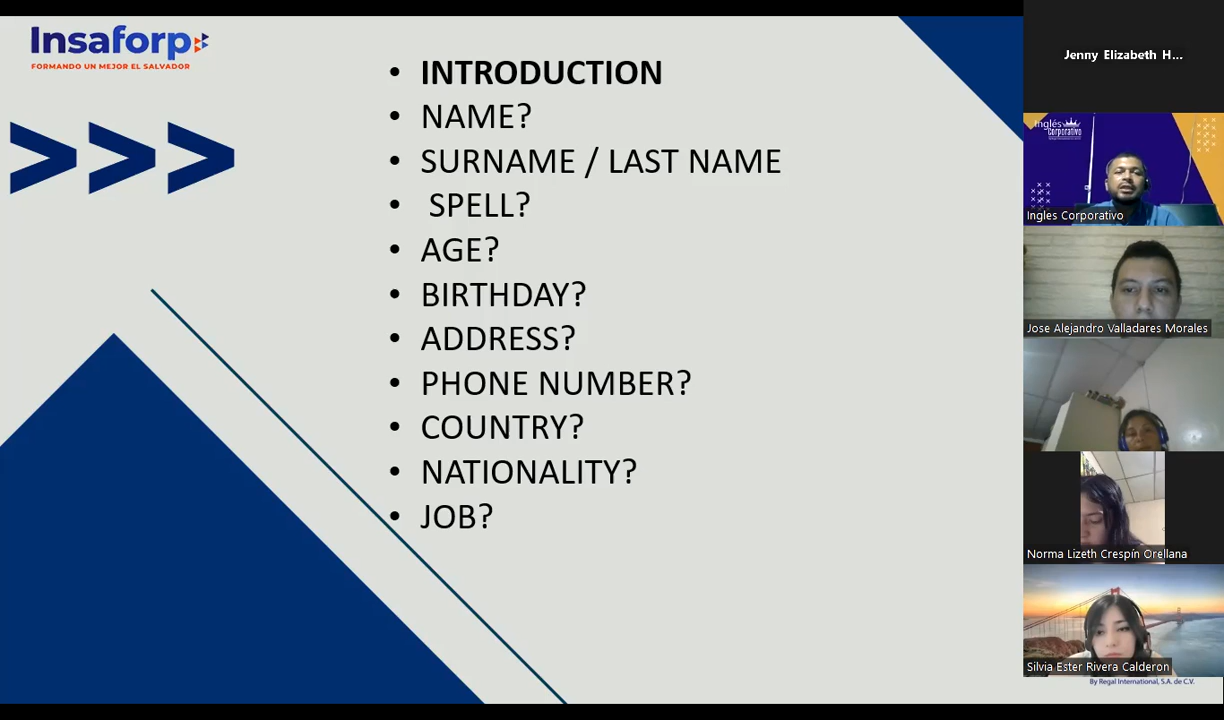 Insaforp
FORMANDO UN MEJOR EL SALVADOR
>>>
• INTRODUCTION
• NAME?
• SURNAME / LAST NAME
• SPELL?
• AGE?
• BIRTHDAY?
• ADDRESS?
• PHONE NUMBER?
• COUNTRY?
• NATIONALITY?
• JOB?
Jenny Elizabeth H...
Inglés
Corporativo
Ingles Corporativo
Jose Alejandro Valladares Morales
Norma Lizeth Crespín Orellana
Silvia Ester Rivera Calderon
By Regal International, S.A. de C.V.